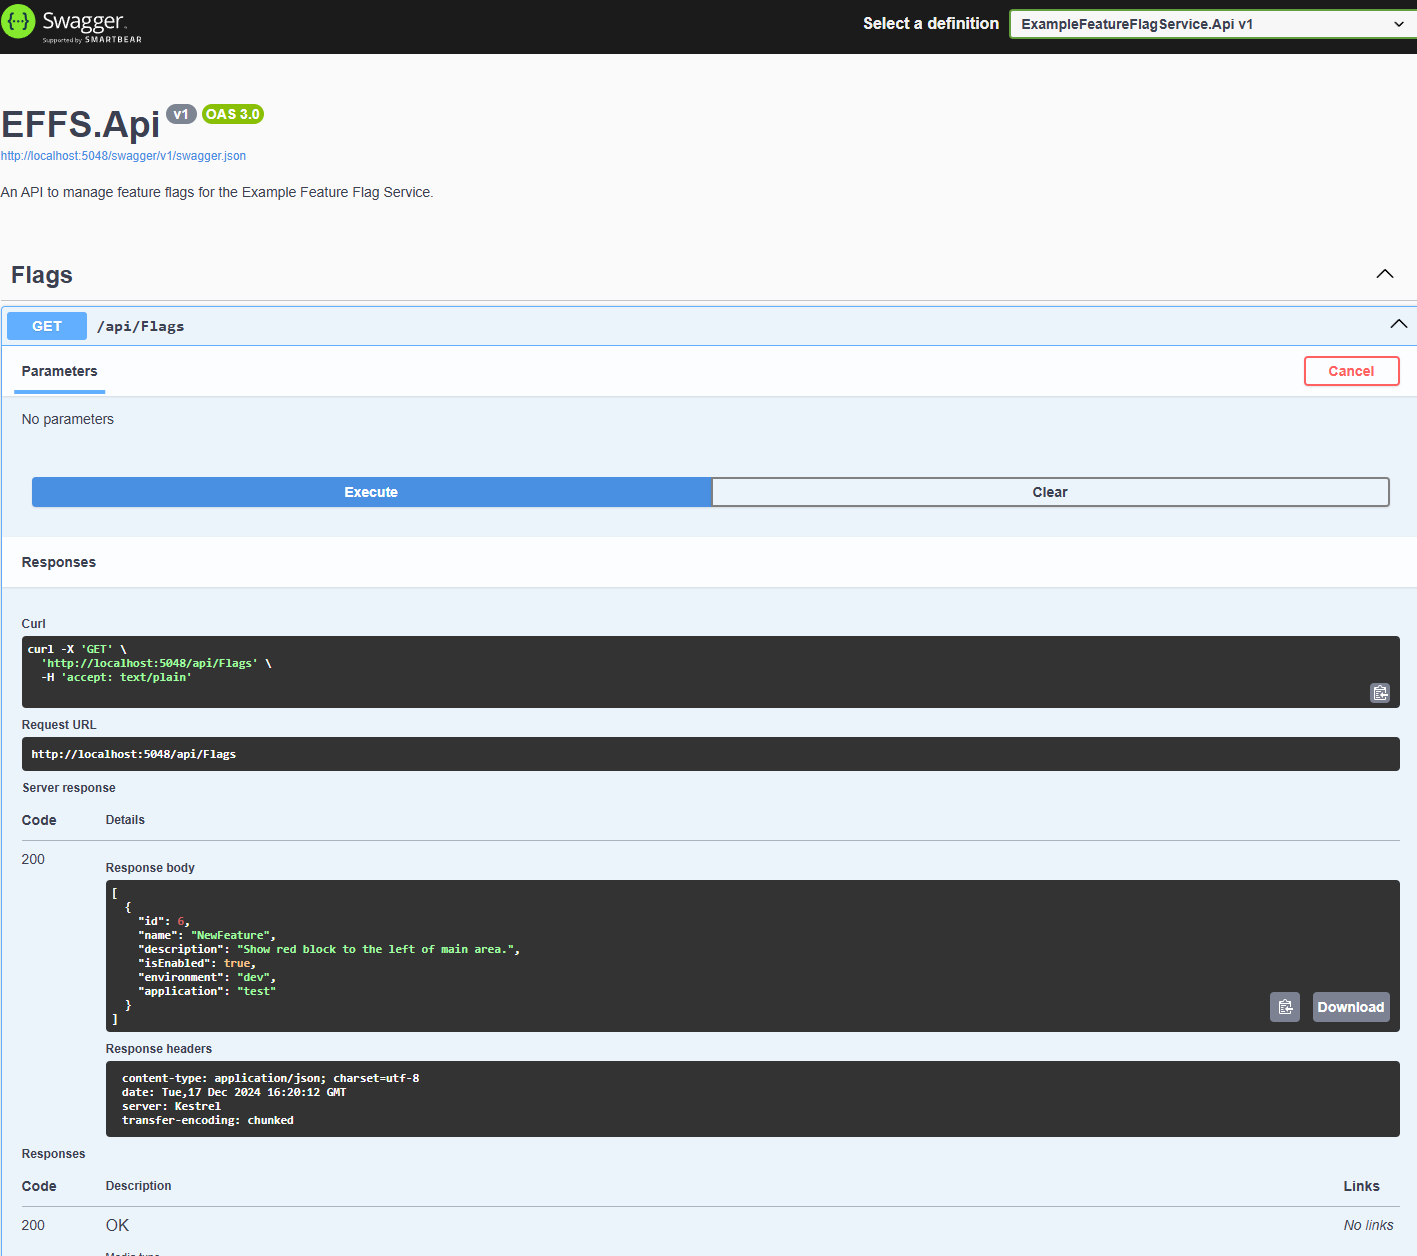 Swagger.
Supported by SMARTBEAR
Select a definition
ExampleFeatureFlagService.Api v1
EFFS.Api v1 OAS 3.0
http://localhost:5048/swagger/v1/swagger.json
An API to manage feature flags for the Example Feature Flag Service.
Flags
GET /api/Flags
Parameters
Cancel
No parameters
Execute
Clear
Responses
Curl
curl -X 'GET' \
'http://localhost:5048/api/Flags' \
-H 'accept: text/plain'
Request URL
http://localhost:5048/api/Flags
Server response
Code Details
200
Response body
[
{
"id": 6,
"name": "NewFeature",
"description": "Show red block to the left of main area.",
"isEnabled": true,
"environment": "dev",
"application": "test"
}
]
Download
Response headers
content-type: application/json; charset=utf-8
date: Tue,17 Dec 2024 16:20:12 GMT
server: Kestrel
transfer-encoding: chunked
Responses
Code Description Links
200 OK No links
Media type